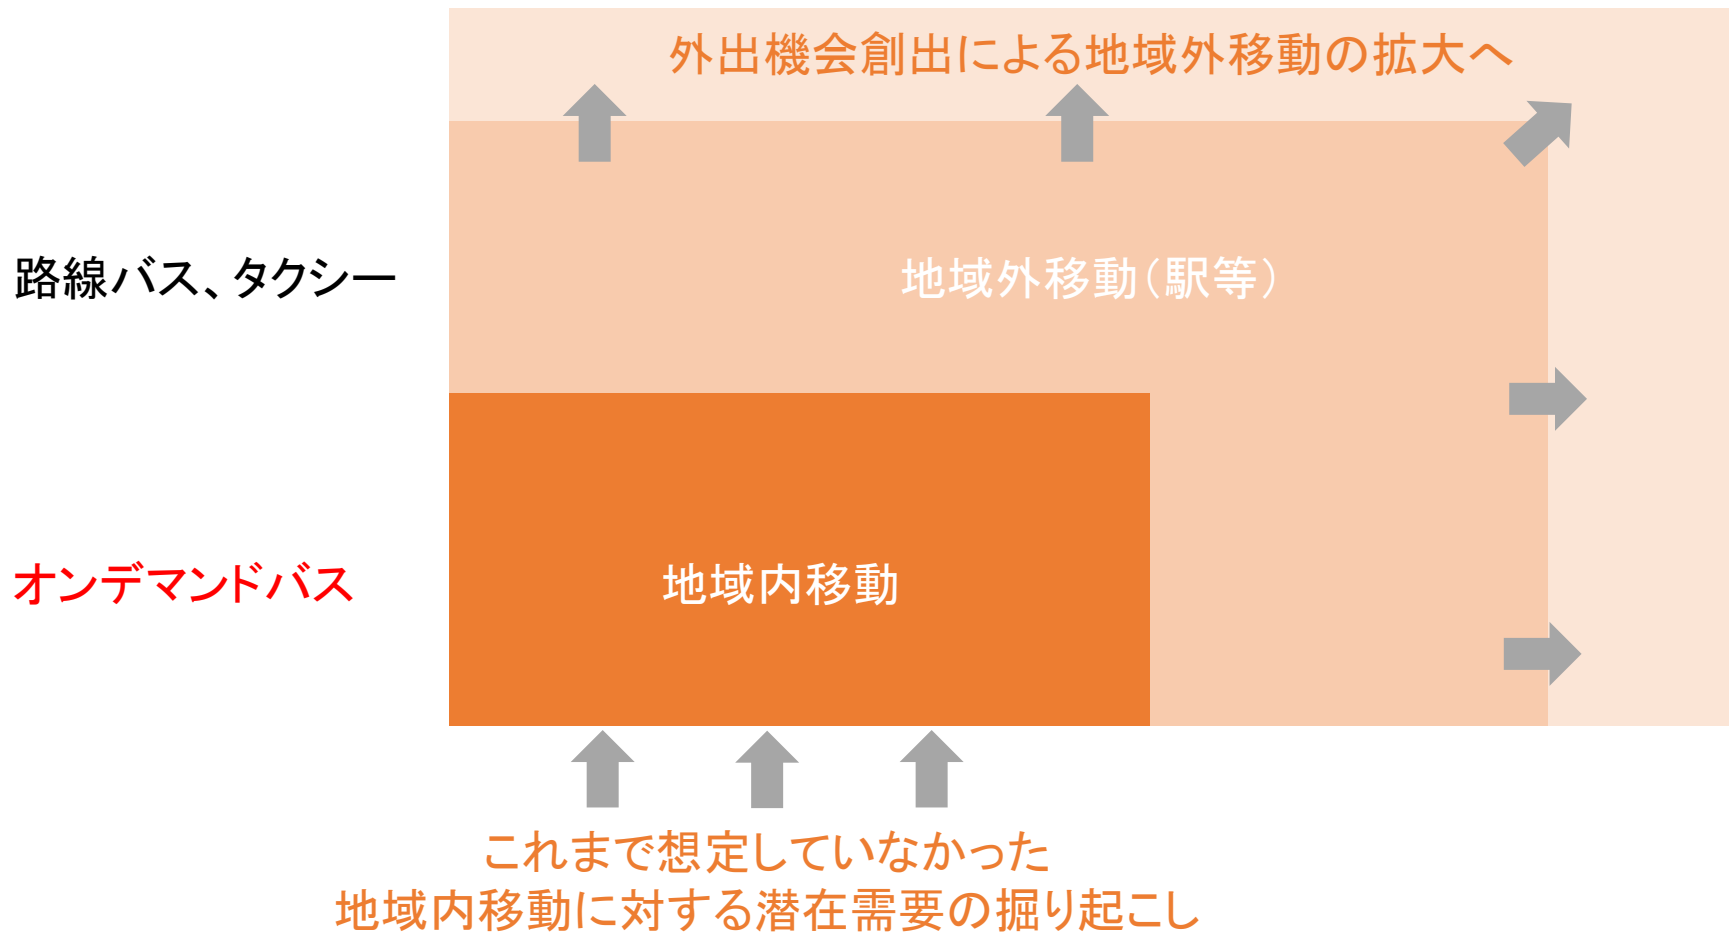 外出機会創出による地域外移動の拡大へ
路線バス、タクシー
地域外移動（駅等）
オンデマンドバス
地域内移動
これまで想定していなかった
地域内移動に対する潜在需要の掘り起こし